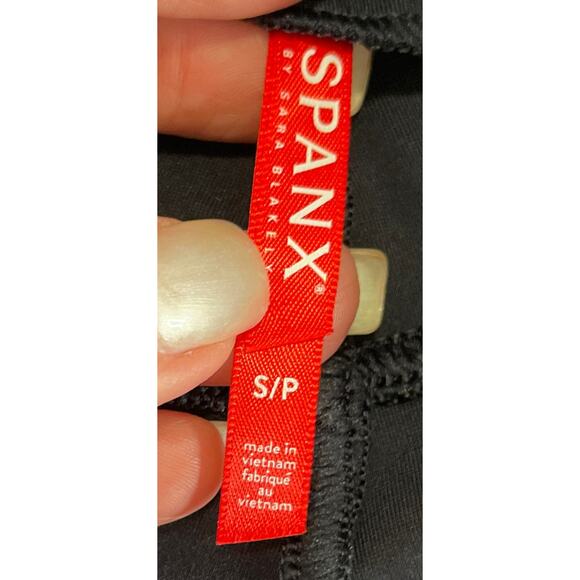 SPANX®
BY SARA BLAKELY
S/P
made in
vietnam
fabriqué
au
vietnam